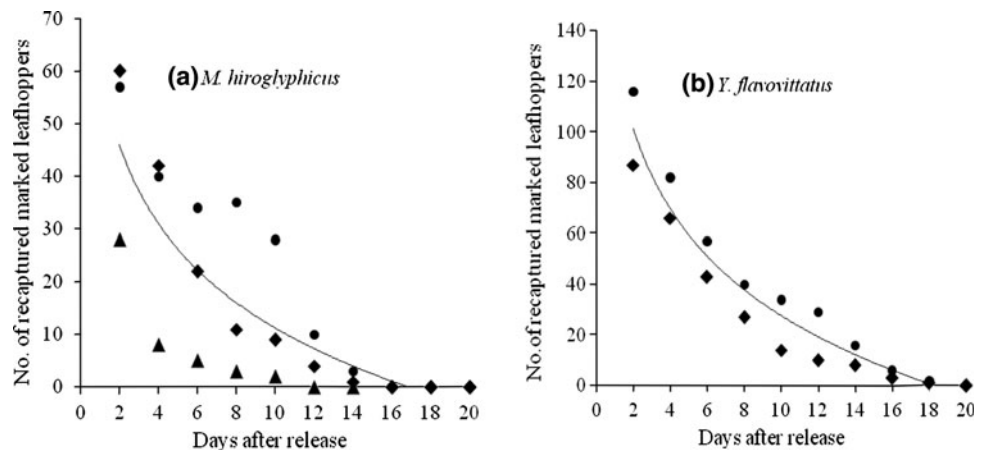 70
60
50
40
30
20
10
0
0 2 4 6 8 10 12 14 16 18 20
No. of recaptured marked leafhoppers
Days after release
(a) M. hiroglyphicus
140
120
100
80
60
40
20
0
0 2 4 6 8 10 12 14 16 18 20
No. of recaptured marked leafhoppers
Days after release
(b) Y. flavovittatus